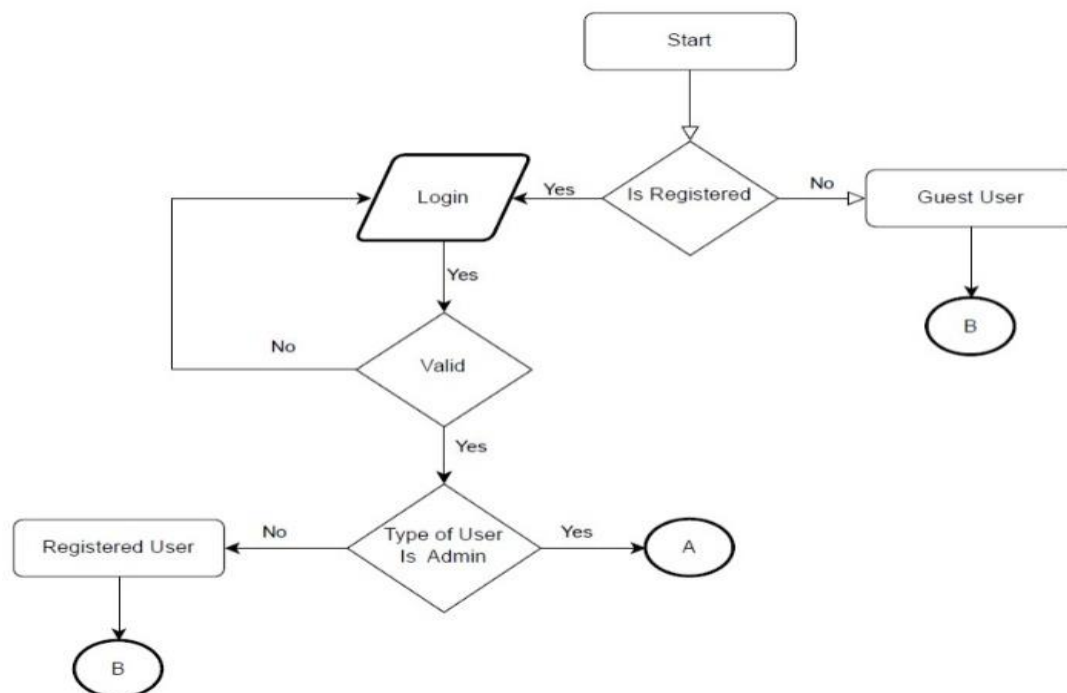 Start
Is Registered
Yes
No
Login
Guest User
Yes
B
No
Valid
Yes
Type of User
Is Admin
No
Yes
Registered User
A
B